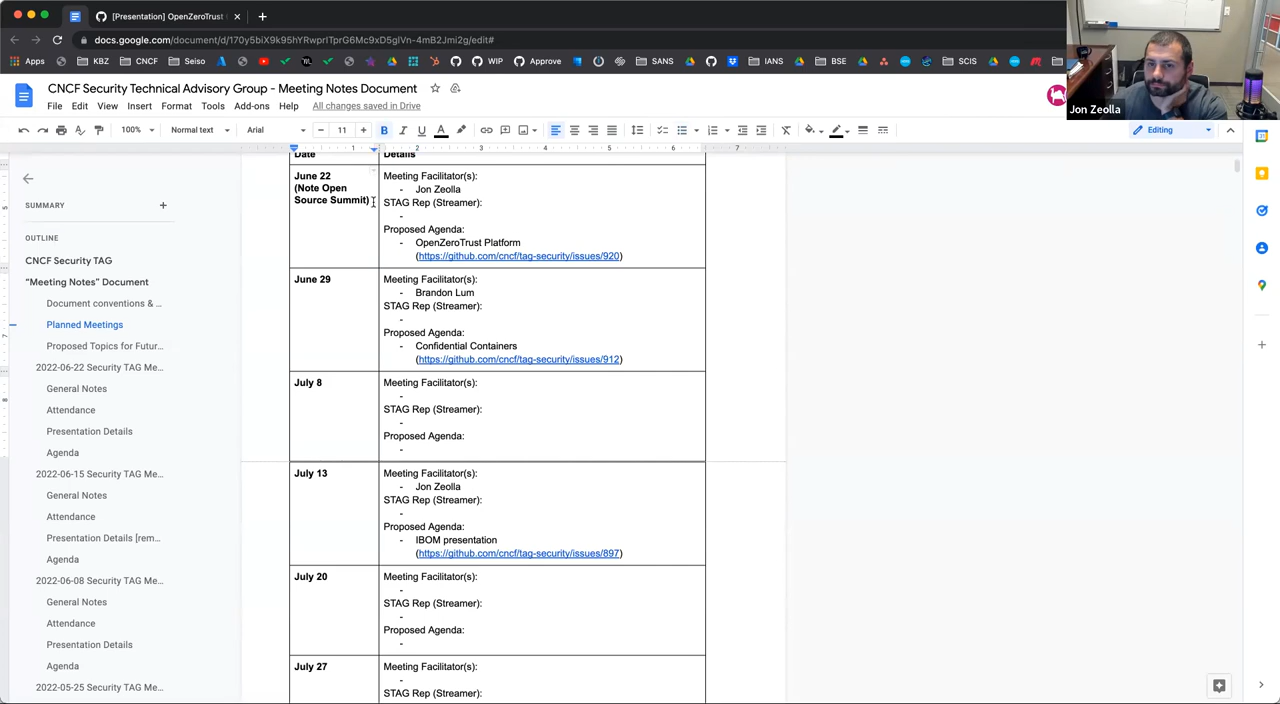 [Presentation] OpenZeroTrust
docs.google.com/document/d/170y5biX9k95hYRwprITprG6Mc9xD5gIVn-4mB2Jmi2g/edit#
Apps KBZ CNCF Seiso WIP Approve SANS IANS BSE SCIS
CNCF Security Technical Advisory Group - Meeting Notes Document
Jon Zeolla
File Edit View Insert Format Tools Add-ons Help All changes saved in Drive
100% Normal text Arial 11 B I U A Editing
1 2 3 4 5 6 7
SUMMARY
OUTLINE
CNCF Security TAG
“Meeting Notes” Document
Document conventions & ...
Planned Meetings
Proposed Topics for Futur...
2022-06-22 Security TAG Me...
General Notes
Attendance
Presentation Details
Agenda
2022-06-15 Security TAG Me...
General Notes
Attendance
Presentation Details [rem...
Agenda
2022-06-08 Security TAG Me...
General Notes
Attendance
Presentation Details
Agenda
2022-05-25 Security TAG Me...
Date Details
June 22
(Note Open
Source Summit)
Meeting Facilitator(s):
- Jon Zeolla
STAG Rep (Streamer):
-
Proposed Agenda:
- OpenZeroTrust Platform
(https://github.com/cncf/tag-security/issues/920)
June 29
Meeting Facilitator(s):
- Brandon Lum
STAG Rep (Streamer):
-
Proposed Agenda:
- Confidential Containers
(https://github.com/cncf/tag-security/issues/912)
July 8
Meeting Facilitator(s):
-
STAG Rep (Streamer):
-
Proposed Agenda:
-
July 13
Meeting Facilitator(s):
- Jon Zeolla
STAG Rep (Streamer):
-
Proposed Agenda:
- IBOM presentation
(https://github.com/cncf/tag-security/issues/897)
July 20
Meeting Facilitator(s):
-
STAG Rep (Streamer):
-
Proposed Agenda:
-
July 27
Meeting Facilitator(s):
-
STAG Rep (Streamer):